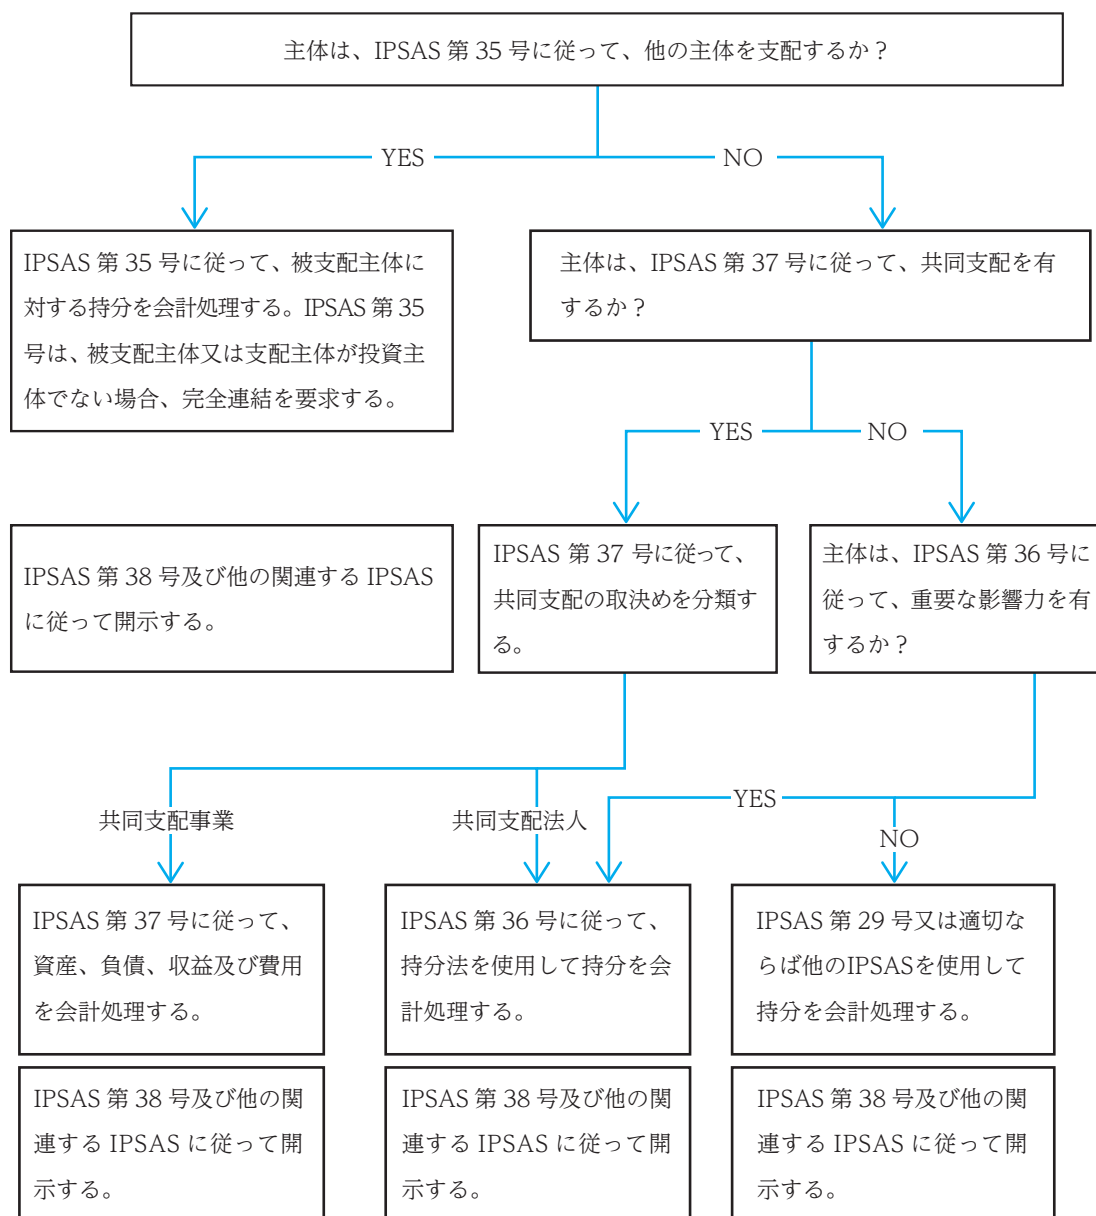 主体は、IPSAS 第 35 号に従って、他の主体を支配するか？
YES
NO
IPSAS 第 35 号に従って、被支配主体に
対する持分を会計処理する。IPSAS 第 35
号は、被支配主体又は支配主体が投資主
体でない場合、完全連結を要求する。
主体は、IPSAS 第 37 号に従って、共同支配を有
するか？
YES
NO
IPSAS 第 38 号及び他の関連する IPSAS
に従って開示する。
IPSAS 第 37 号に従って、
共同支配の取決めを分類す
る。
主体は、IPSAS 第 36 号に
従って、重要な影響力を有
するか？
共同支配事業
共同支配法人
YES
NO
IPSAS 第 37 号に従って、
資産、負債、収益及び費用
を会計処理する。
IPSAS 第 36 号に従って、
持分法を使用して持分を会
計処理する。
IPSAS 第 29 号又は適切な
らば他のIPSASを使用して
持分を会計処理する。
IPSAS 第 38 号及び他の関
連する IPSAS に従って開
示する。
IPSAS 第 38 号及び他の関
連する IPSAS に従って開
示する。
IPSAS 第 38 号及び他の関
連する IPSAS に従って開
示する。